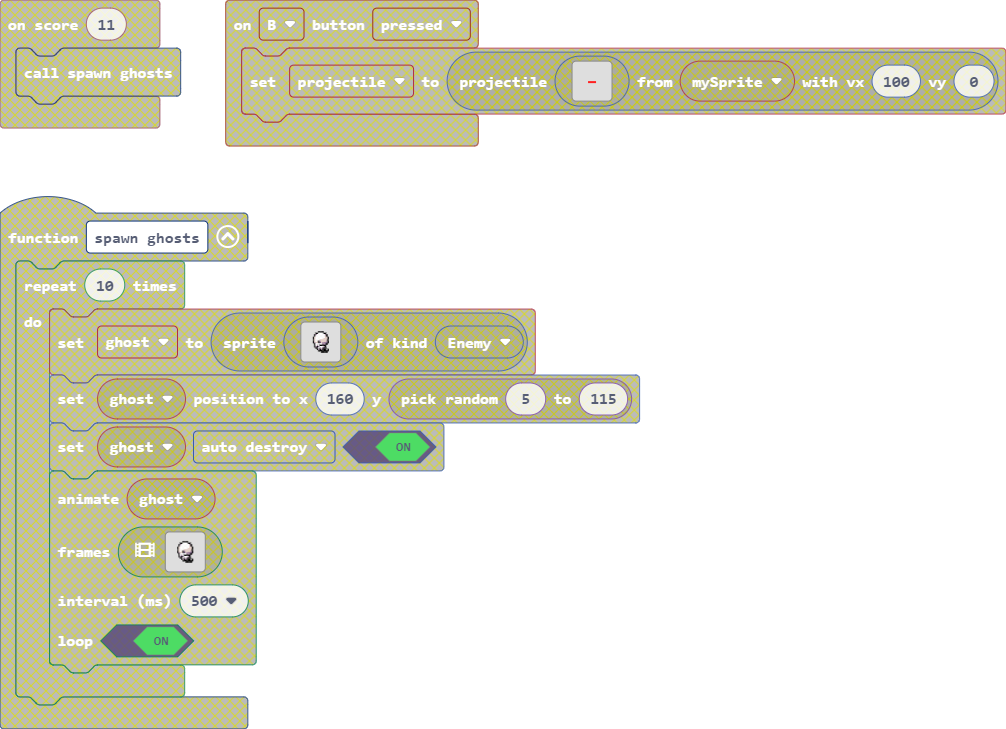 on score 11
call spawn ghosts
on B button pressed
set projectile to projectile from mySprite with vx 100 vy 0
function spawn ghosts
repeat 10 times
do
set ghost to sprite of kind Enemy
set ghost position to x 160 y pick random 5 to 115
set ghost auto destroy ON
animate ghost
frames
interval (ms) 500
loop ON